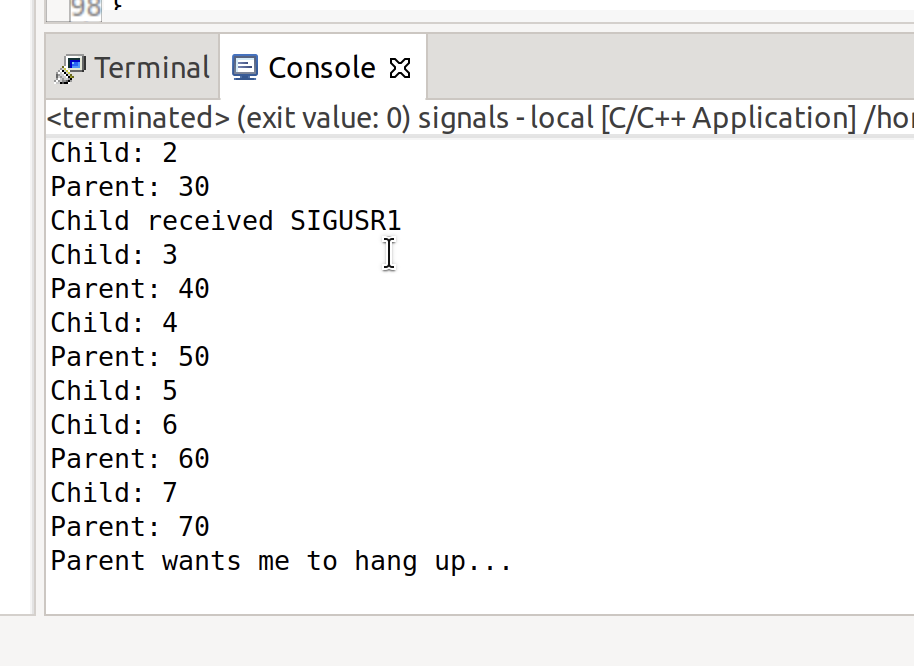 98 }
Terminal Console
<terminated> (exit value: 0) signals - local [C/C++ Application] /hor
Child: 2
Parent: 30
Child received SIGUSR1
Child: 3
Parent: 40
Child: 4
Parent: 50
Child: 5
Child: 6
Parent: 60
Child: 7
Parent: 70
Parent wants me to hang up...